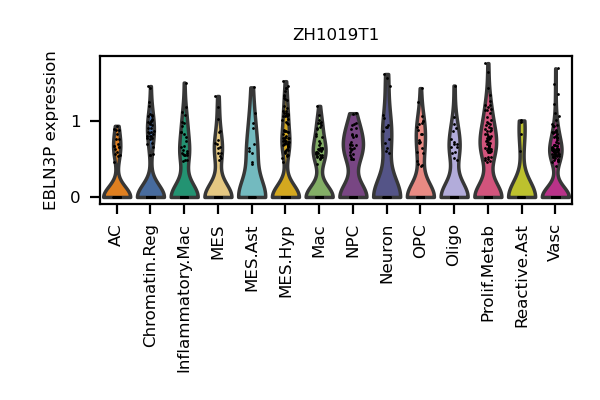 ZH1019T1
EBLN3P expression
1
0
AC
Chromatin.Reg
Inflammatory.Mac
MES
MES.Ast
MES.Hyp
Mac
NPC
Neuron
OPC
Oligo
Prolif.Metab
Reactive.Ast
Vasc